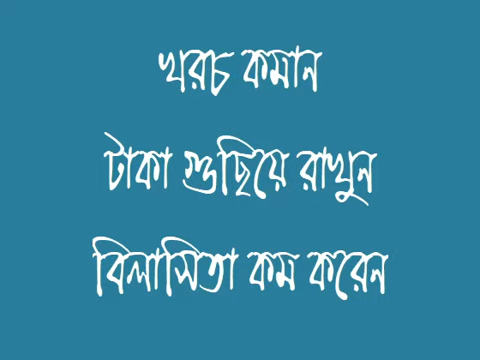 খরচ কমান
টাকা গুছিয়ে রাখুন
বিলাসিতা কম করেন